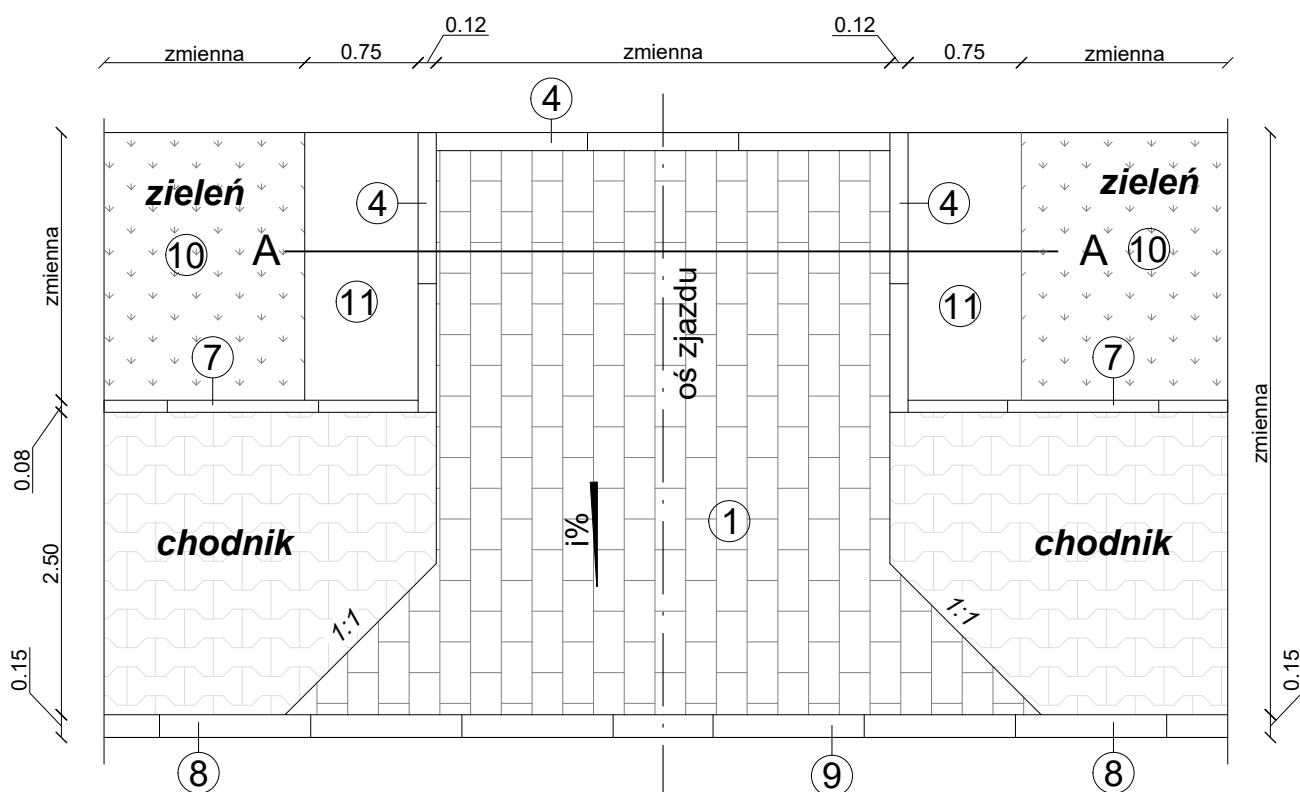 0.12 0.12
zmienna 0.75 zmienna 0.75 zmienna
4
zieleń zieleń
4 4
A A
10 10
zmienna
11 11
oś zjazdu
7 7
zmienna
0.08
i%
1
chodnik chodnik
2.50
1:1 1:1
0.15 0.15
8 9 8